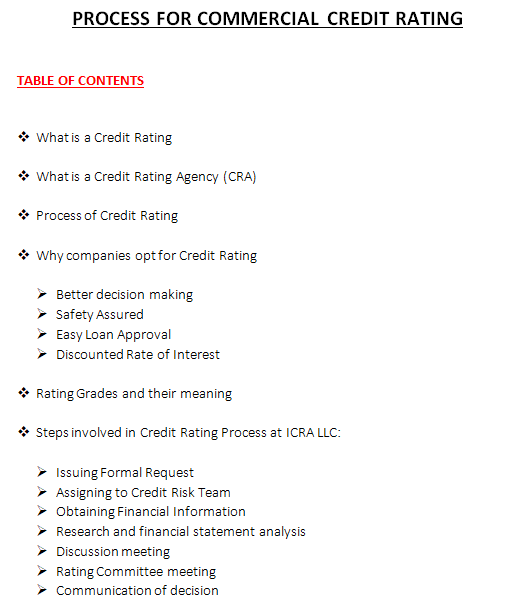 PROCESS FOR COMMERCIAL CREDIT RATING
TABLE OF CONTENTS
What is a Credit Rating
What is a Credit Rating Agency (CRA)
Process of Credit Rating
Why companies opt for Credit Rating
Better decision making
Safety Assured
Easy Loan Approval
Discounted Rate of Interest
Rating Grades and their meaning
Steps involved in Credit Rating Process at ICRA LLC:
Issuing Formal Request
Assigning to Credit Risk Team
Obtaining Financial Information
Research and financial statement analysis
Discussion meeting
Rating Committee meeting
Communication of decision